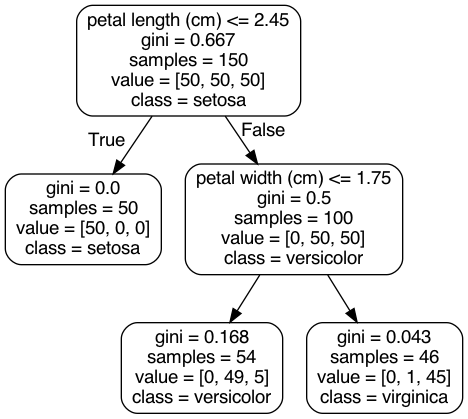 petal length (cm) <= 2.45
gini = 0.667
samples = 150
value = [50, 50, 50]
class = setosa
True
False
gini = 0.0
samples = 50
value = [50, 0, 0]
class = setosa
petal width (cm) <= 1.75
gini = 0.5
samples = 100
value = [0, 50, 50]
class = versicolor
gini = 0.168
samples = 54
value = [0, 49, 5]
class = versicolor
gini = 0.043
samples = 46
value = [0, 1, 45]
class = virginica